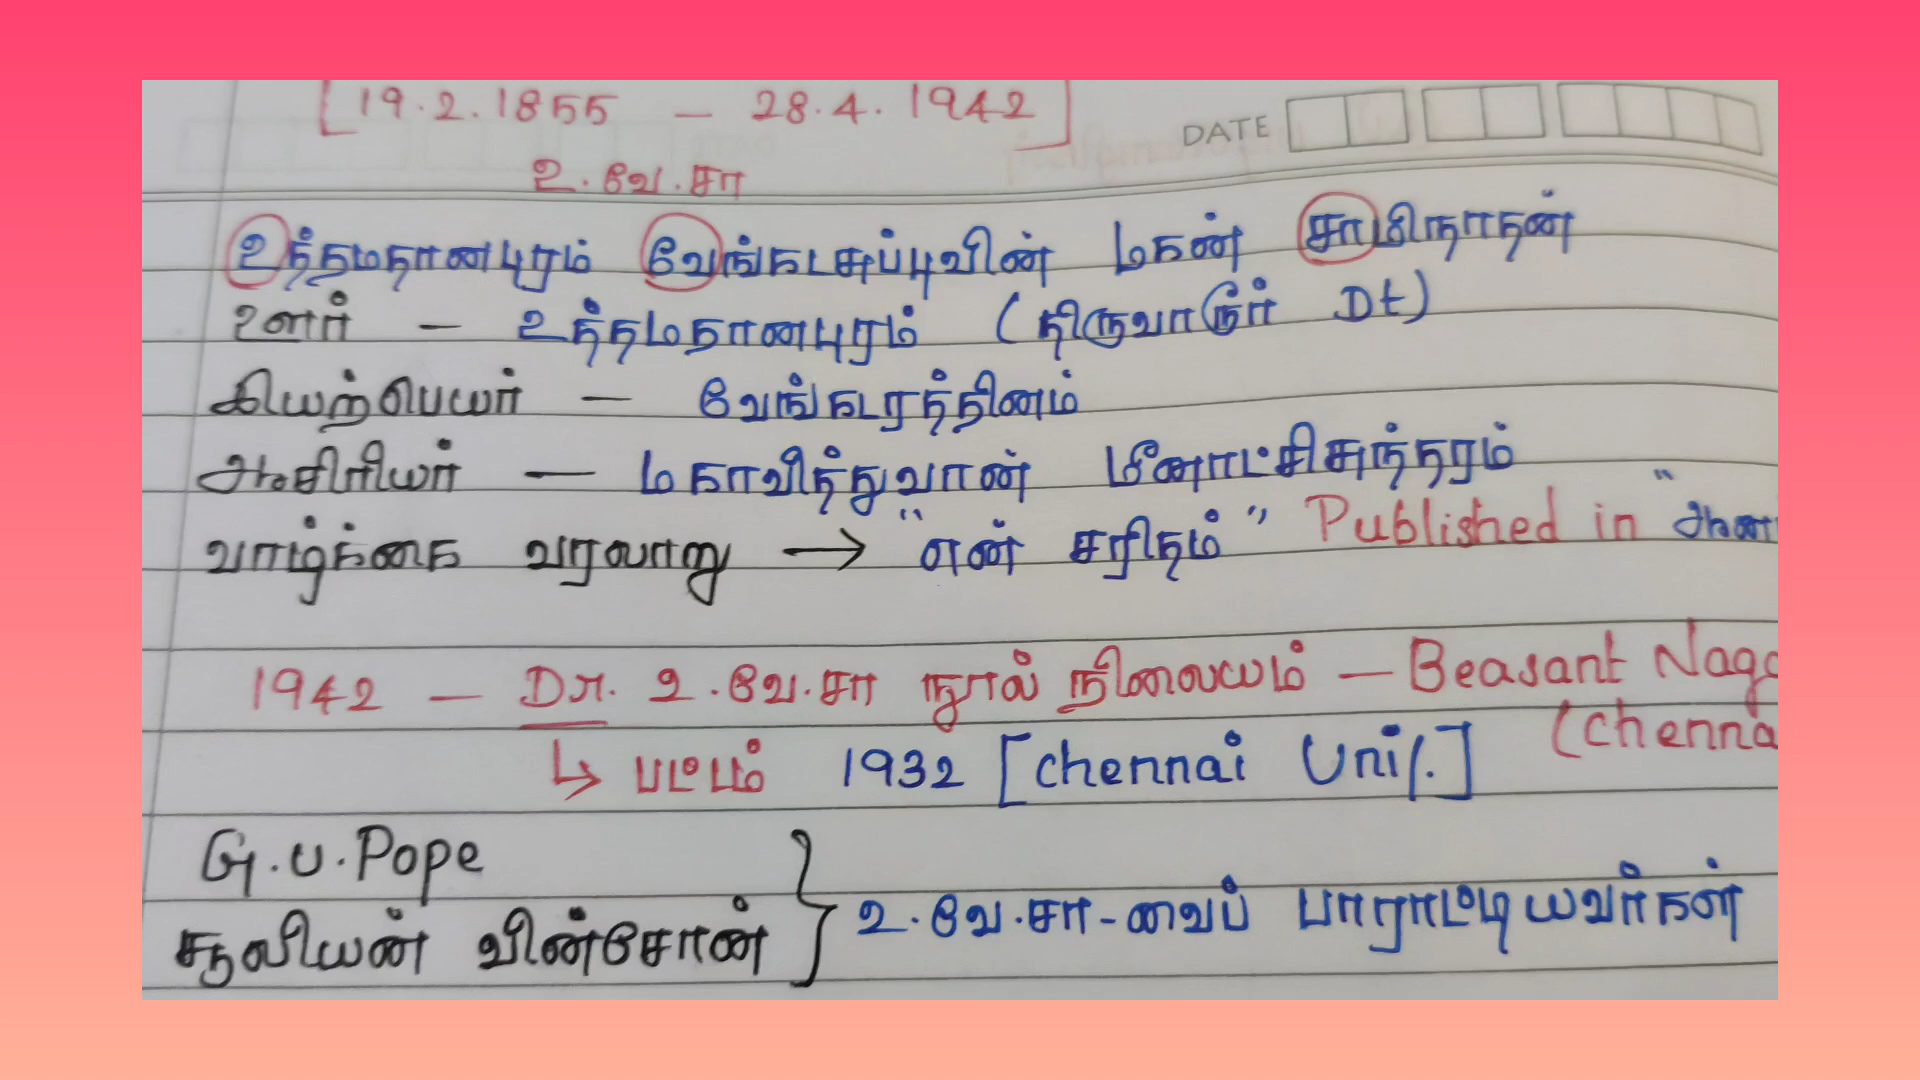 [19.2.1855 – 28.4.1942]
DATE
உ.வே.சா
உத்தமதானபுரம் வேங்கடசுப்புவின் மகன் சாமிநாதன்
ஊர் – உத்தமதானபுரம் (திருவாரூர் Dt)
இயற்பெயர் – வேங்கடரத்தினம்
ஆசிரியர் – மகாவித்துவான் மீனாட்சிசுந்தரம்
வாழ்க்கை வரலாறு → "என் சரிதம்" Published in "ஆன
1942 – Dr. உ.வே.சா நூல் நிலையம் – Beasant Naga
(Chenna
↳ பட்டம் 1932 [Chennai Uni/.]
G.U.Pope
சூலியன் வின்சோன் } உ.வே.சா-வைப் பாராட்டியவர்கள்